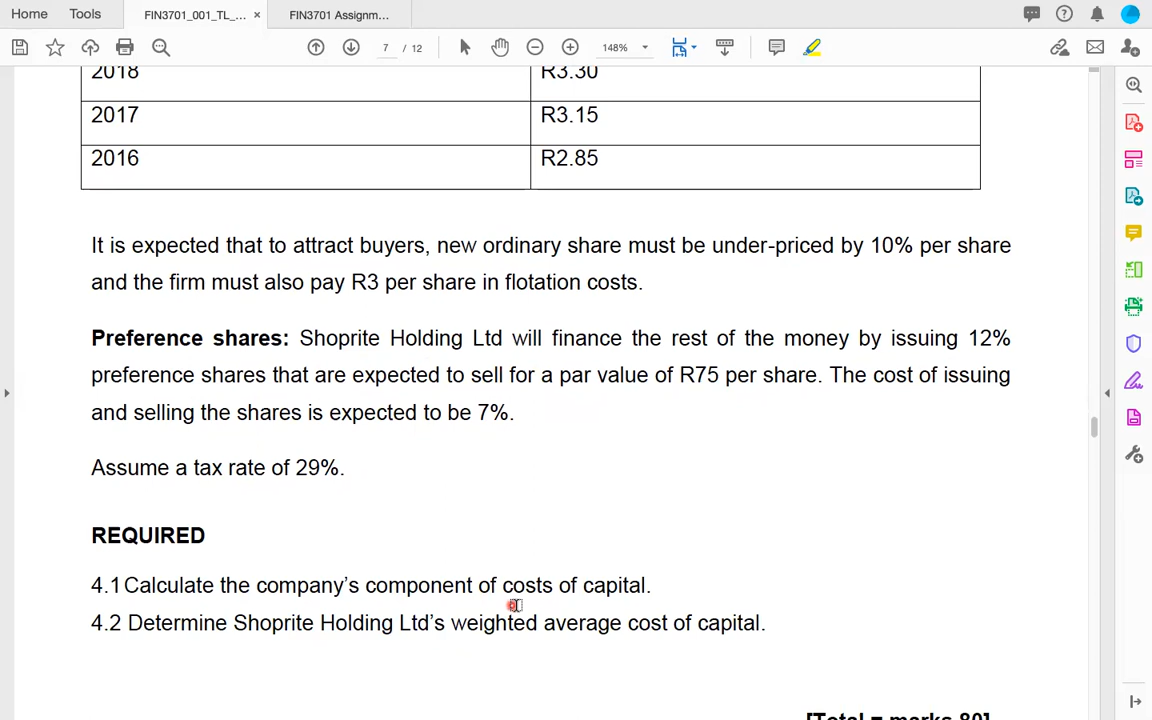 Home Tools FIN3701_001_TL_... × FIN3701 Assignm...
7 / 12 148%
2018 R3.30
2017 R3.15
2016 R2.85
It is expected that to attract buyers, new ordinary share must be under-priced by 10% per share
and the firm must also pay R3 per share in flotation costs.
Preference shares: Shoprite Holding Ltd will finance the rest of the money by issuing 12%
preference shares that are expected to sell for a par value of R75 per share. The cost of issuing
and selling the shares is expected to be 7%.
Assume a tax rate of 29%.
REQUIRED
4.1Calculate the company's component of costs of capital.
4.2 Determine Shoprite Holding Ltd's weighted average cost of capital.
[Total = marks 80]